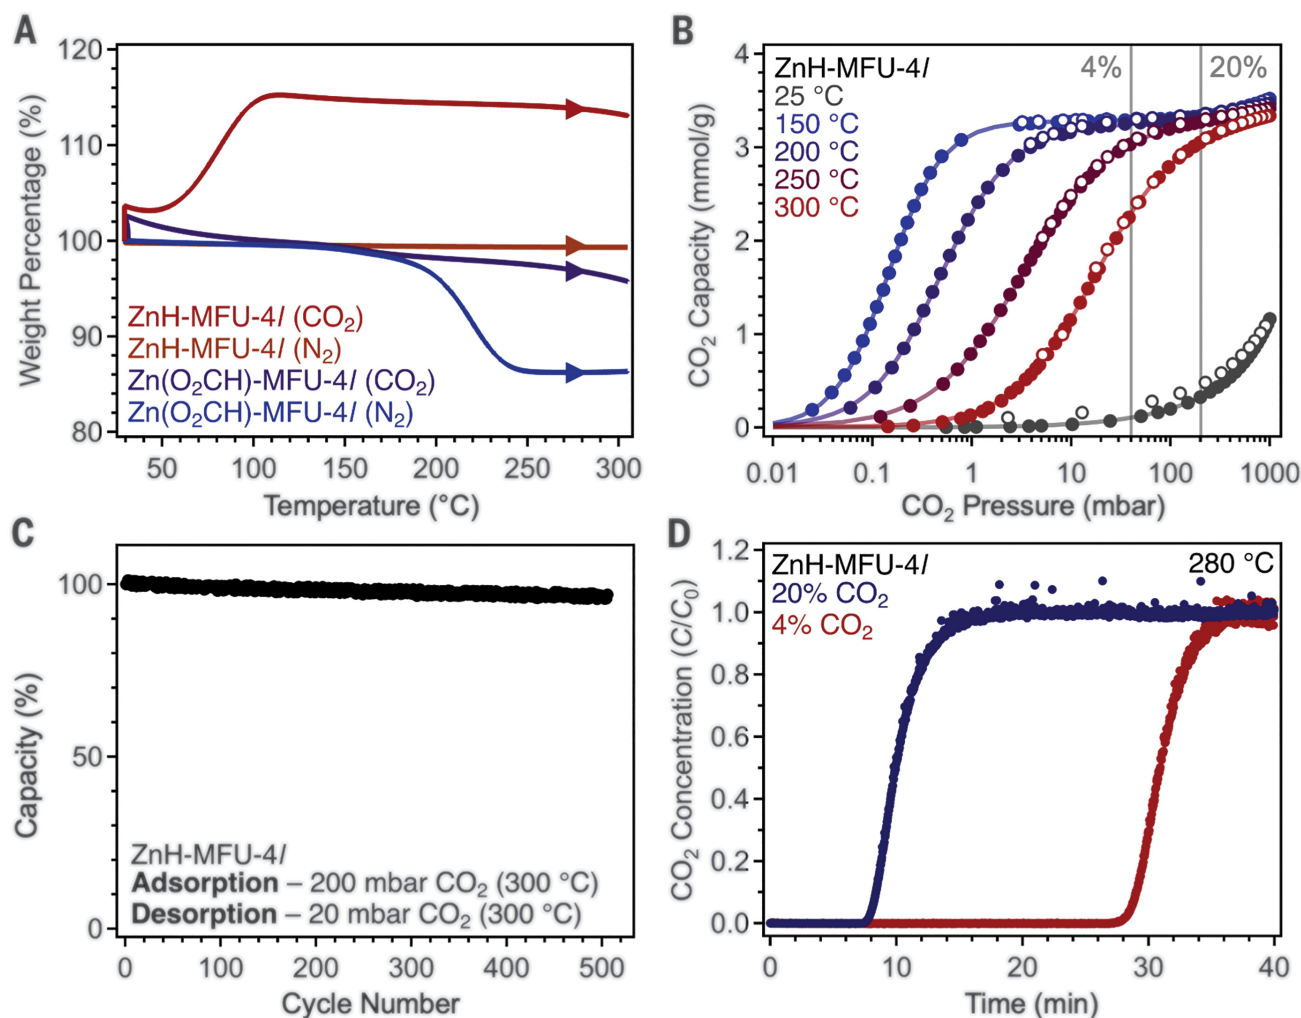 A
120
110
100
90
80
Weight Percentage (%)
ZnH-MFU-4l (CO₂)
ZnH-MFU-4l (N₂)
Zn(O₂CH)-MFU-4l (CO₂)
Zn(O₂CH)-MFU-4l (N₂)
50 100 150 200 250 300
Temperature (°C)
B
4
3
2
1
0
CO₂ Capacity (mmol/g)
ZnH-MFU-4l
25 °C
150 °C
200 °C
250 °C
300 °C
4% 20%
0.01 0.1 1 10 100 1000
CO₂ Pressure (mbar)
C
100
50
0
Capacity (%)
ZnH-MFU-4l
Adsorption – 200 mbar CO₂ (300 °C)
Desorption – 20 mbar CO₂ (300 °C)
0 100 200 300 400 500
Cycle Number
D
1.2
1.0
0.8
0.6
0.4
0.2
0.0
CO₂ Concentration (C/C₀)
ZnH-MFU-4l 280 °C
20% CO₂
4% CO₂
0 10 20 30 40
Time (min)